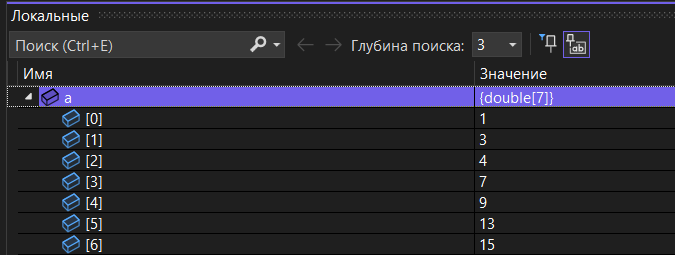 Локальные
Поиск (Ctrl+E) Глубина поиска: 3
Имя Значение
a {double[7]}
[0] 1
[1] 3
[2] 4
[3] 7
[4] 9
[5] 13
[6] 15